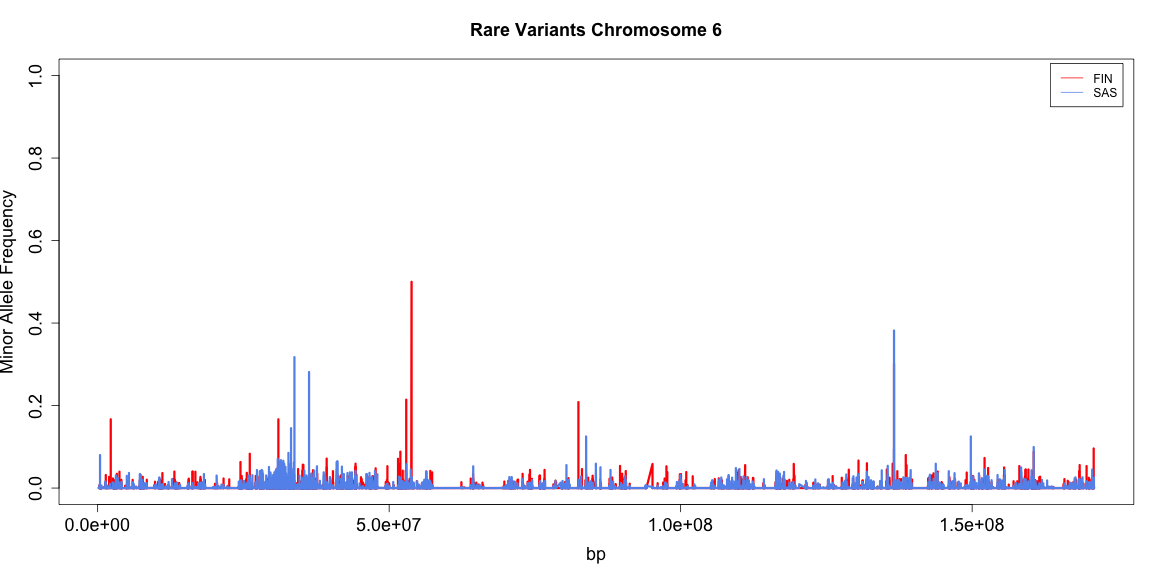 Rare Variants Chromosome 6
FIN
SAS
Minor Allele Frequency
1.0
0.8
0.6
0.4
0.2
0.0
0.0e+00 5.0e+07 1.0e+08 1.5e+08
bp